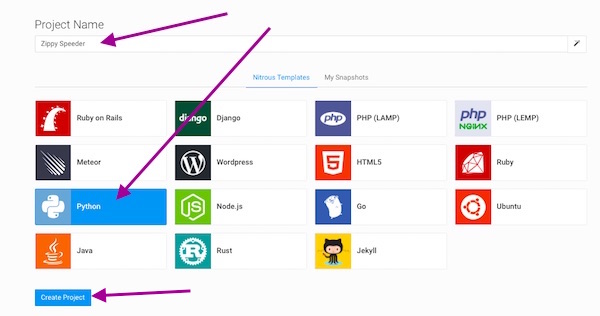 Project Name
Zippy Speeder
Nitrous Templates My Snapshots
Ruby on Rails django Django php PHP (LAMP) php NGINX PHP (LEMP)
Meteor Wordpress HTML5 Ruby
Python Node.js Go Ubuntu
Java Rust Jekyll
Create Project